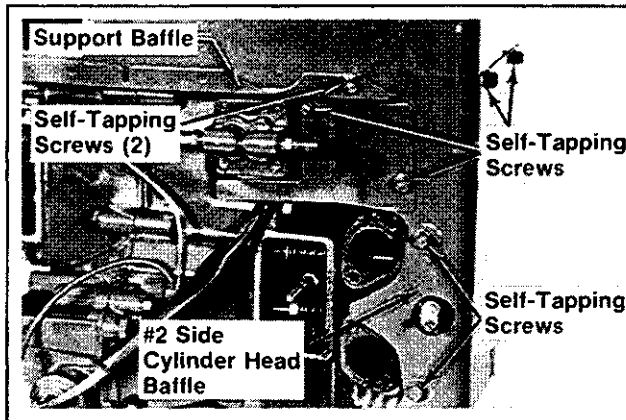 Support Baffle
Self-Tapping
Screws (2)
Self-Tapping
Screws
Self-Tapping
Screws
#2 Side
Cylinder Head
Baffle